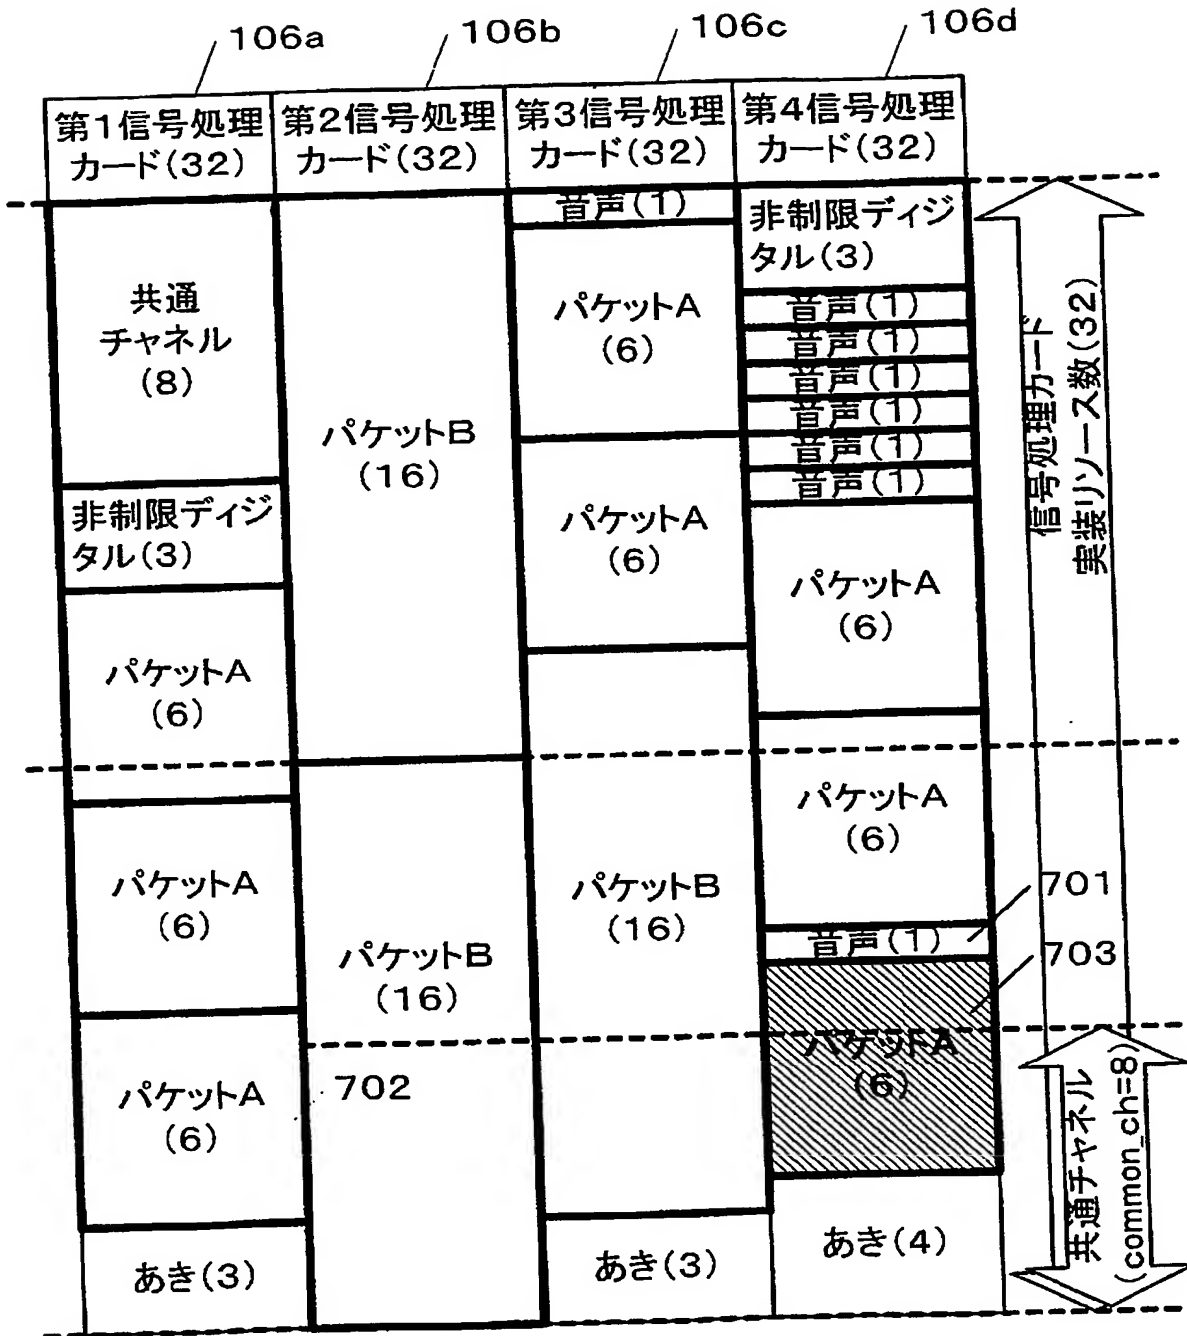 106a
106b
106c
106d
第1信号処理
カード(32)
第2信号処理
カード(32)
第3信号処理
カード(32)
第4信号処理
カード(32)
共通
チャネル
(8)
非制限ディジ
タル(3)
パケットA
(6)
パケットA
(6)
パケットA
(6)
あき(3)
パケットB
(16)
パケットB
(16)
702
音声(1)
パケットA
(6)
パケットA
(6)
パケットB
(16)
あき(3)
非制限ディジ
タル(3)
音声(1)
音声(1)
音声(1)
音声(1)
音声(1)
音声(1)
パケットA
(6)
パケットA
(6)
音声(1)
パケットA
(6)
あき(4)
701
703
信号処理カード
実装リソース数(32)
共通チャネル
(common_ch=8)